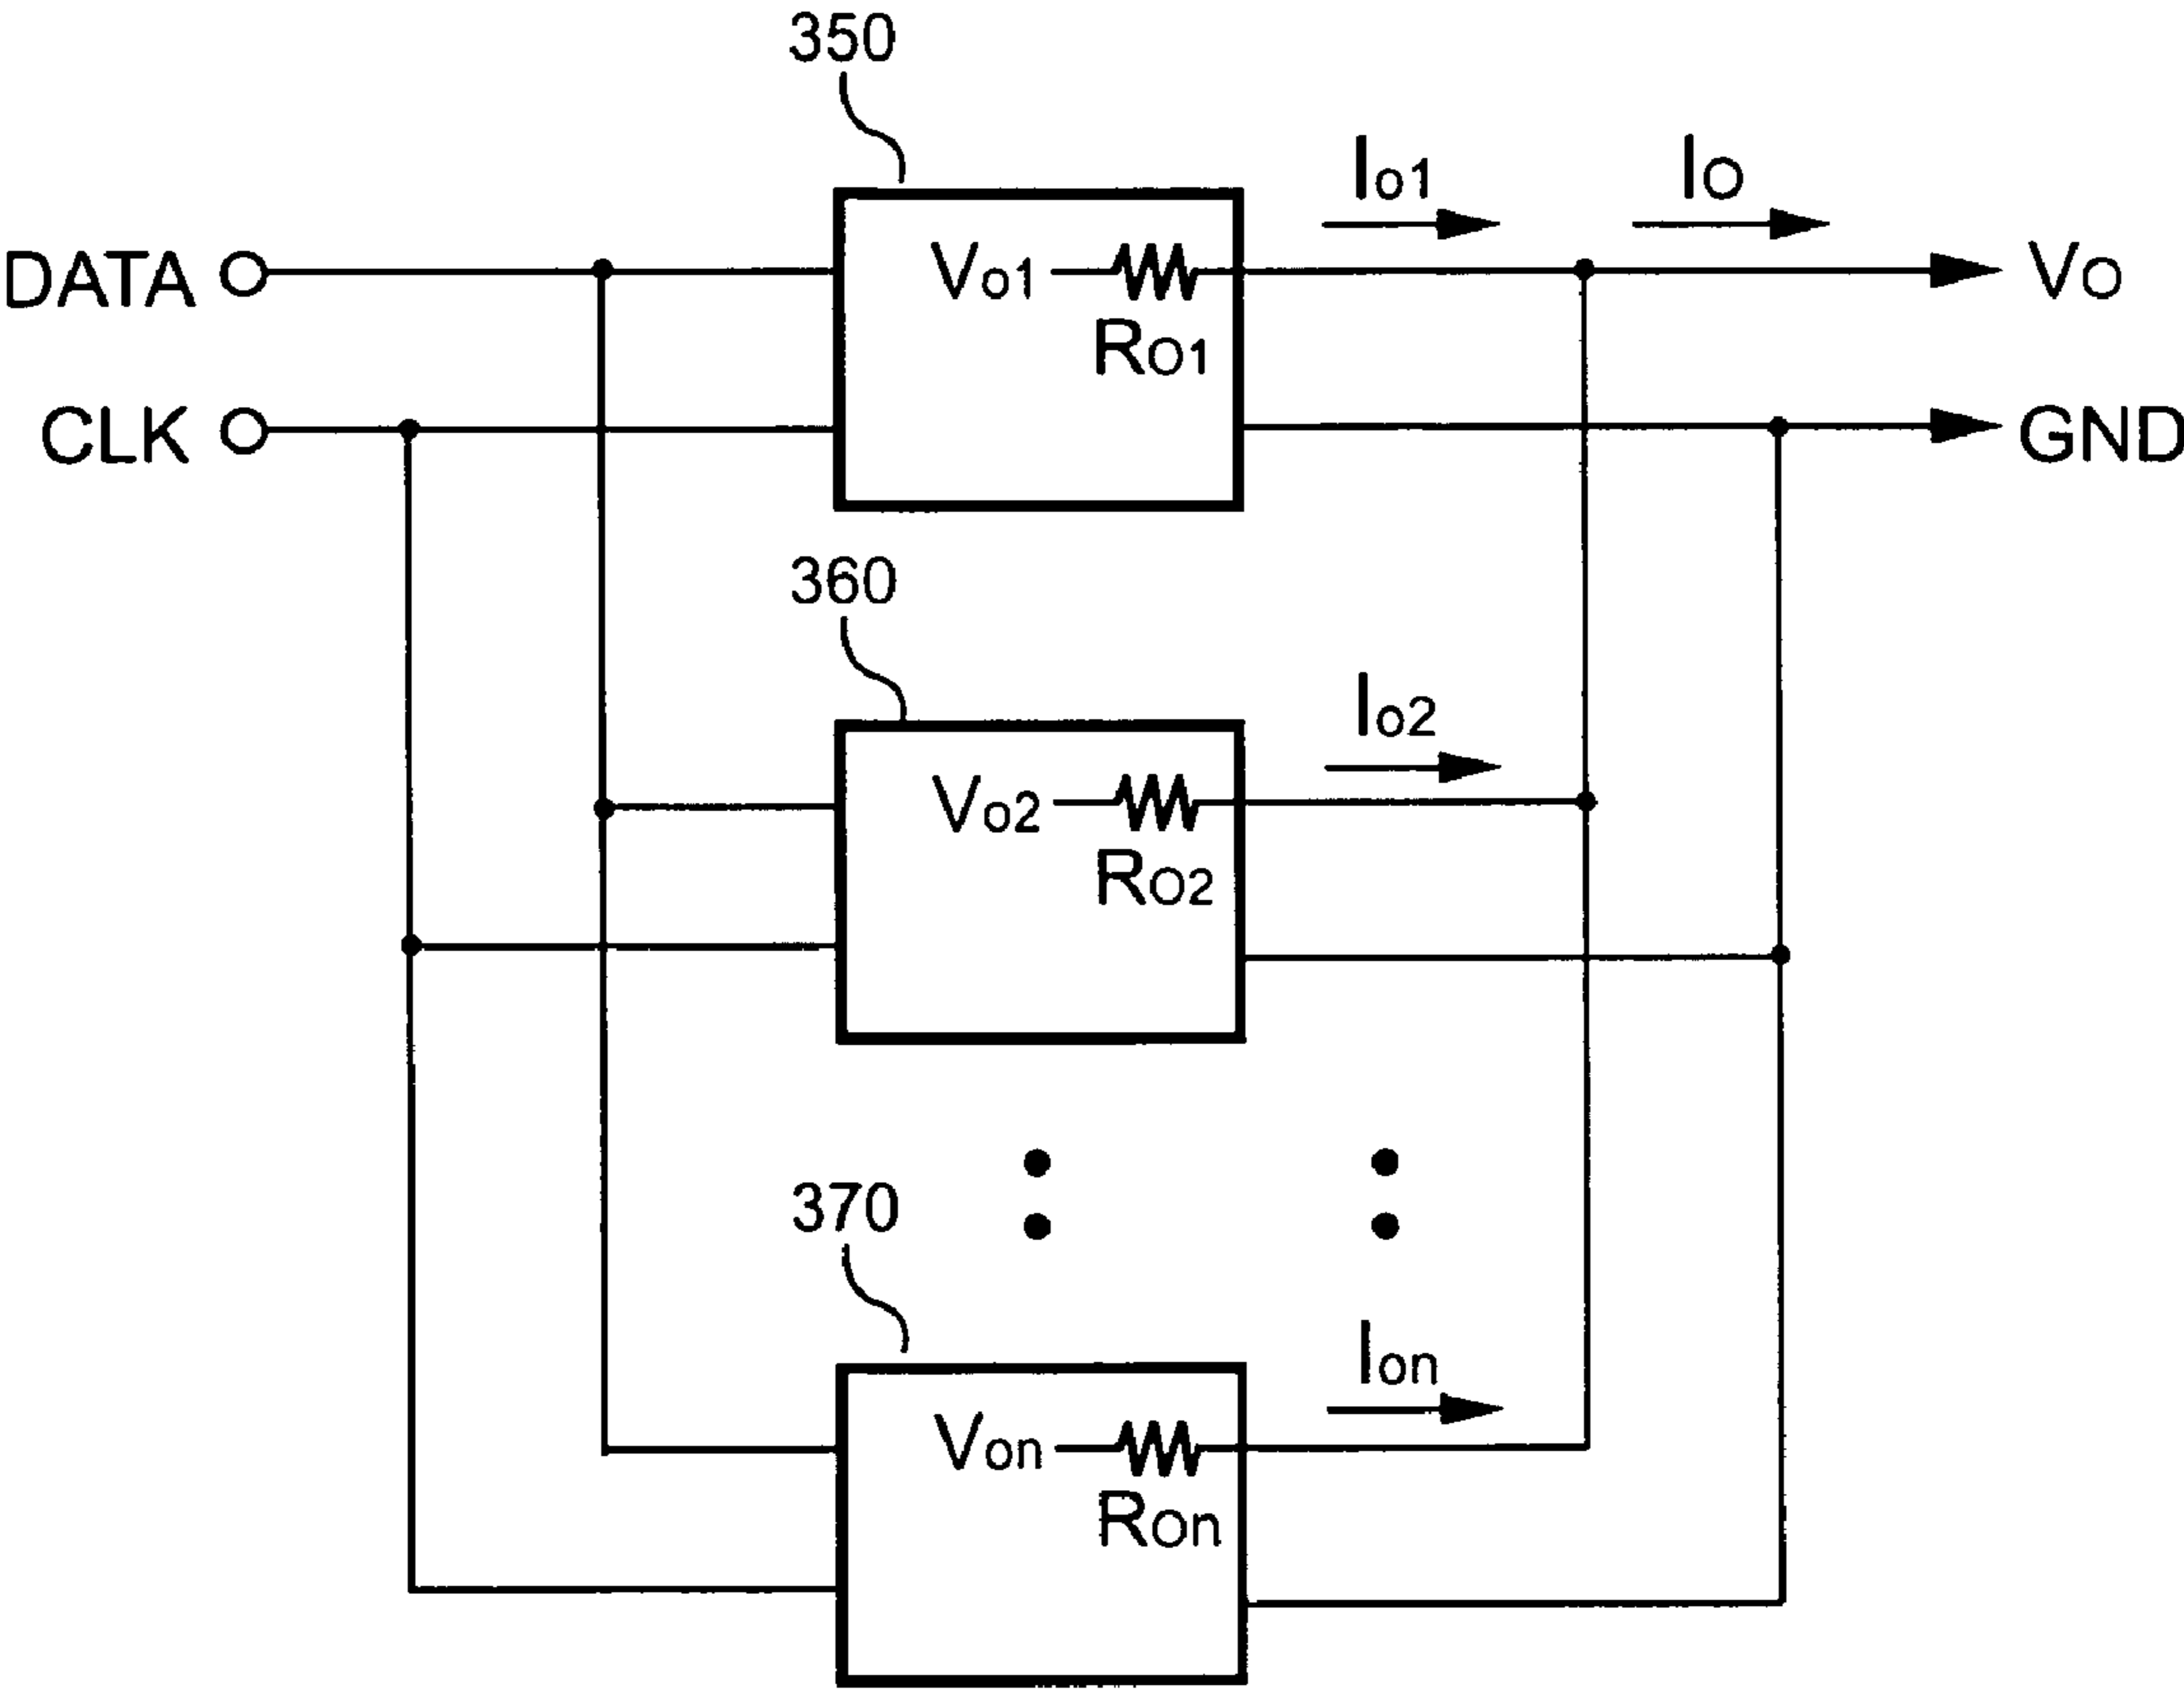 350
Io1
IO
DATA
Vo1
RO1
VO
CLK
GND
360
Io2
Vo2
RO2
370
Ion
Von
ROn